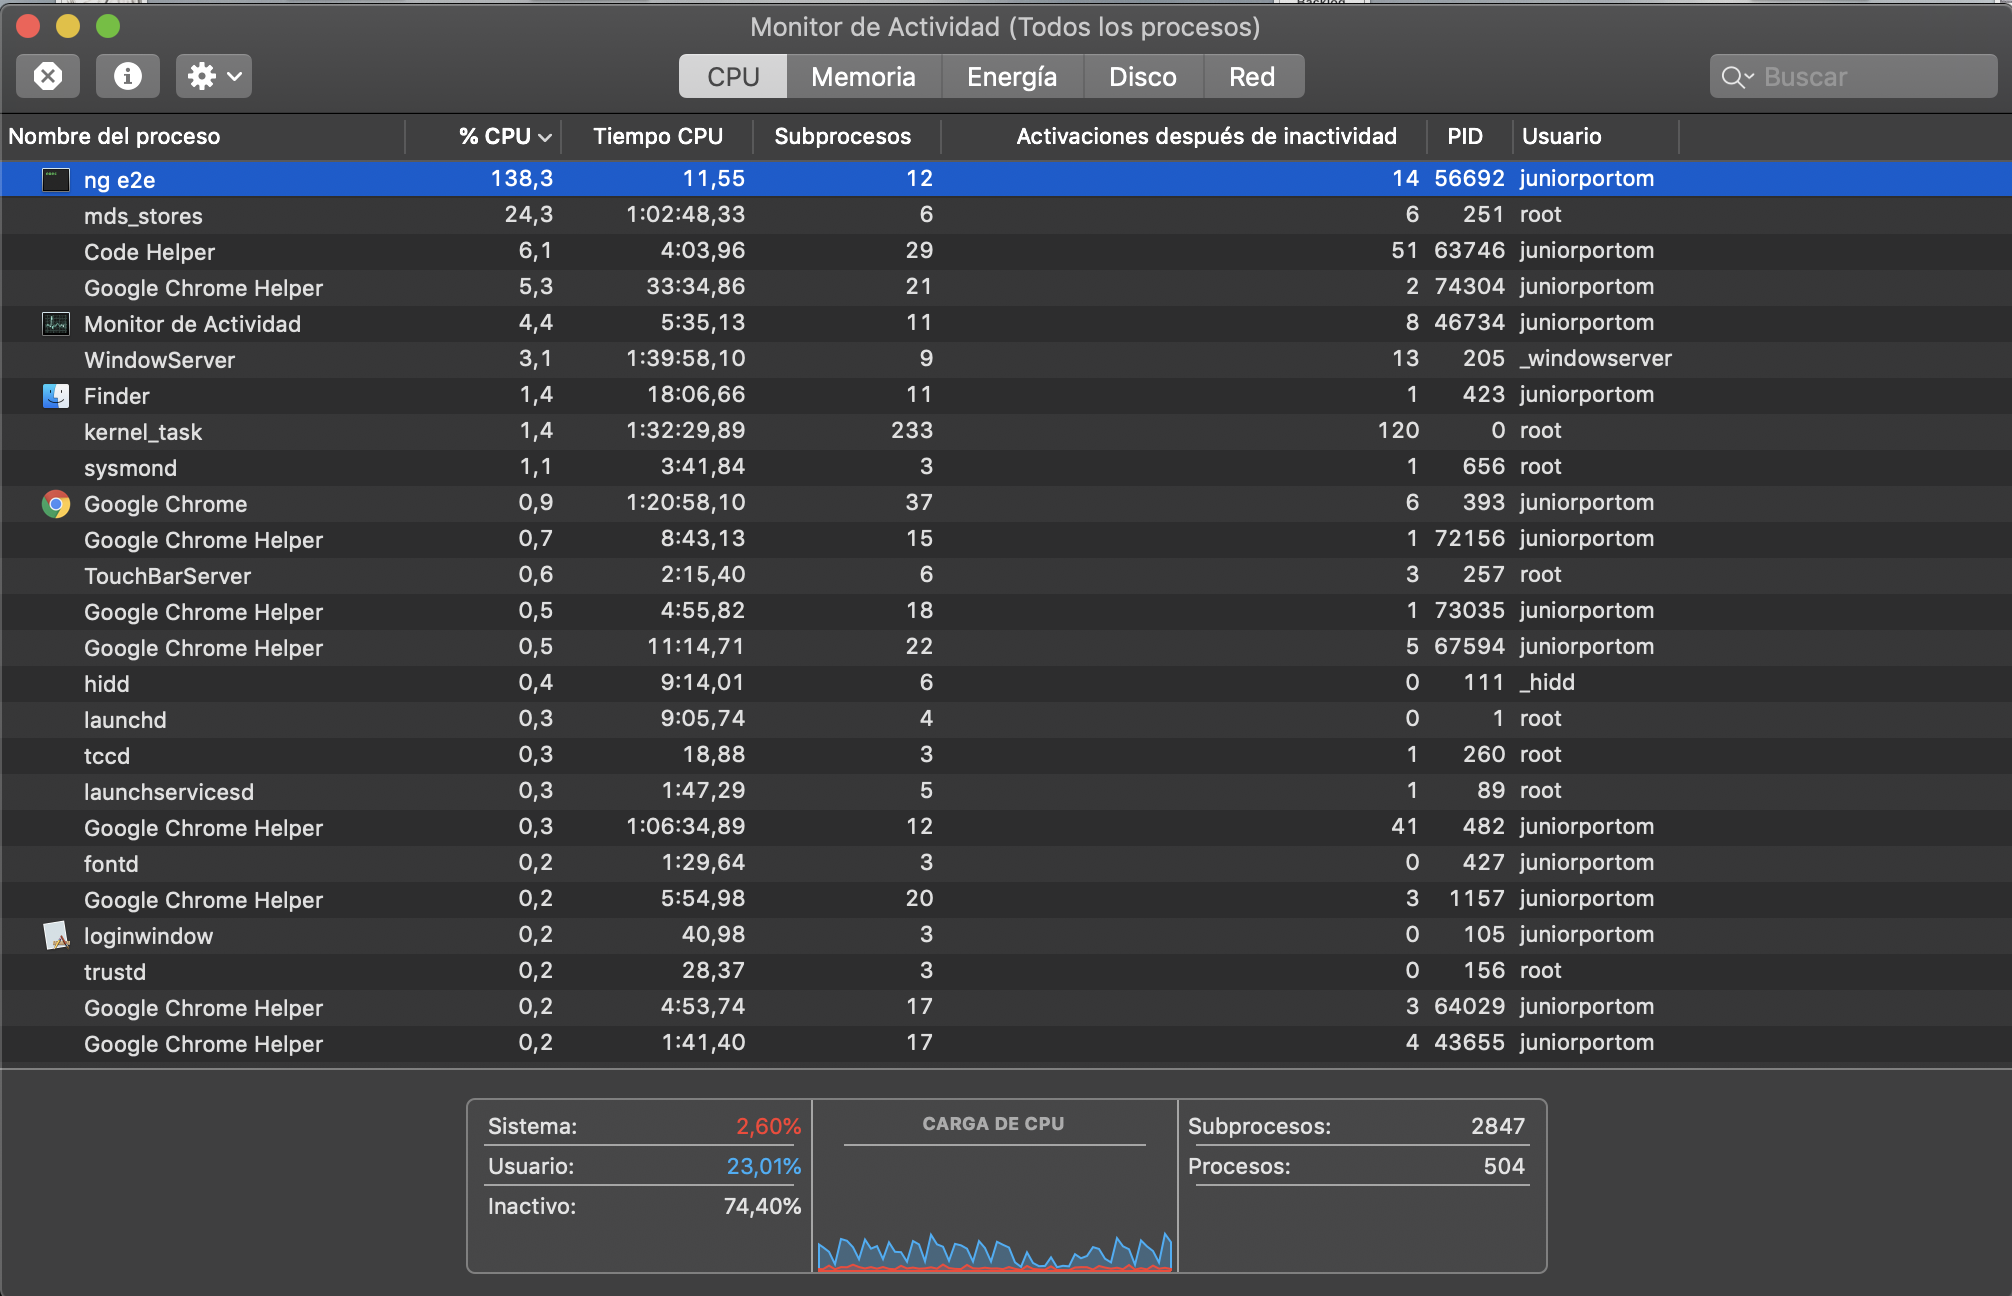 Monitor de Actividad (Todos los procesos)
CPU Memoria Energía Disco Red Buscar
Nombre del proceso % CPU Tiempo CPU Subprocesos Activaciones después de inactividad PID Usuario
ng e2e 138,3 11,55 12 14 56692 juniorportom
mds_stores 24,3 1:02:48,33 6 6 251 root
Code Helper 6,1 4:03,96 29 51 63746 juniorportom
Google Chrome Helper 5,3 33:34,86 21 2 74304 juniorportom
Monitor de Actividad 4,4 5:35,13 11 8 46734 juniorportom
WindowServer 3,1 1:39:58,10 9 13 205 _windowserver
Finder 1,4 18:06,66 11 1 423 juniorportom
kernel_task 1,4 1:32:29,89 233 120 0 root
sysmond 1,1 3:41,84 3 1 656 root
Google Chrome 0,9 1:20:58,10 37 6 393 juniorportom
Google Chrome Helper 0,7 8:43,13 15 1 72156 juniorportom
TouchBarServer 0,6 2:15,40 6 3 257 root
Google Chrome Helper 0,5 4:55,82 18 1 73035 juniorportom
Google Chrome Helper 0,5 11:14,71 22 5 67594 juniorportom
hidd 0,4 9:14,01 6 0 111 _hidd
launchd 0,3 9:05,74 4 0 1 root
tccd 0,3 18,88 3 1 260 root
launchservicesd 0,3 1:47,29 5 1 89 root
Google Chrome Helper 0,3 1:06:34,89 12 41 482 juniorportom
fontd 0,2 1:29,64 3 0 427 juniorportom
Google Chrome Helper 0,2 5:54,98 20 3 1157 juniorportom
loginwindow 0,2 40,98 3 0 105 juniorportom
trustd 0,2 28,37 3 0 156 root
Google Chrome Helper 0,2 4:53,74 17 3 64029 juniorportom
Google Chrome Helper 0,2 1:41,40 17 4 43655 juniorportom
Sistema: 2,60% CARGA DE CPU Subprocesos: 2847
Usuario: 23,01% Procesos: 504
Inactivo: 74,40%